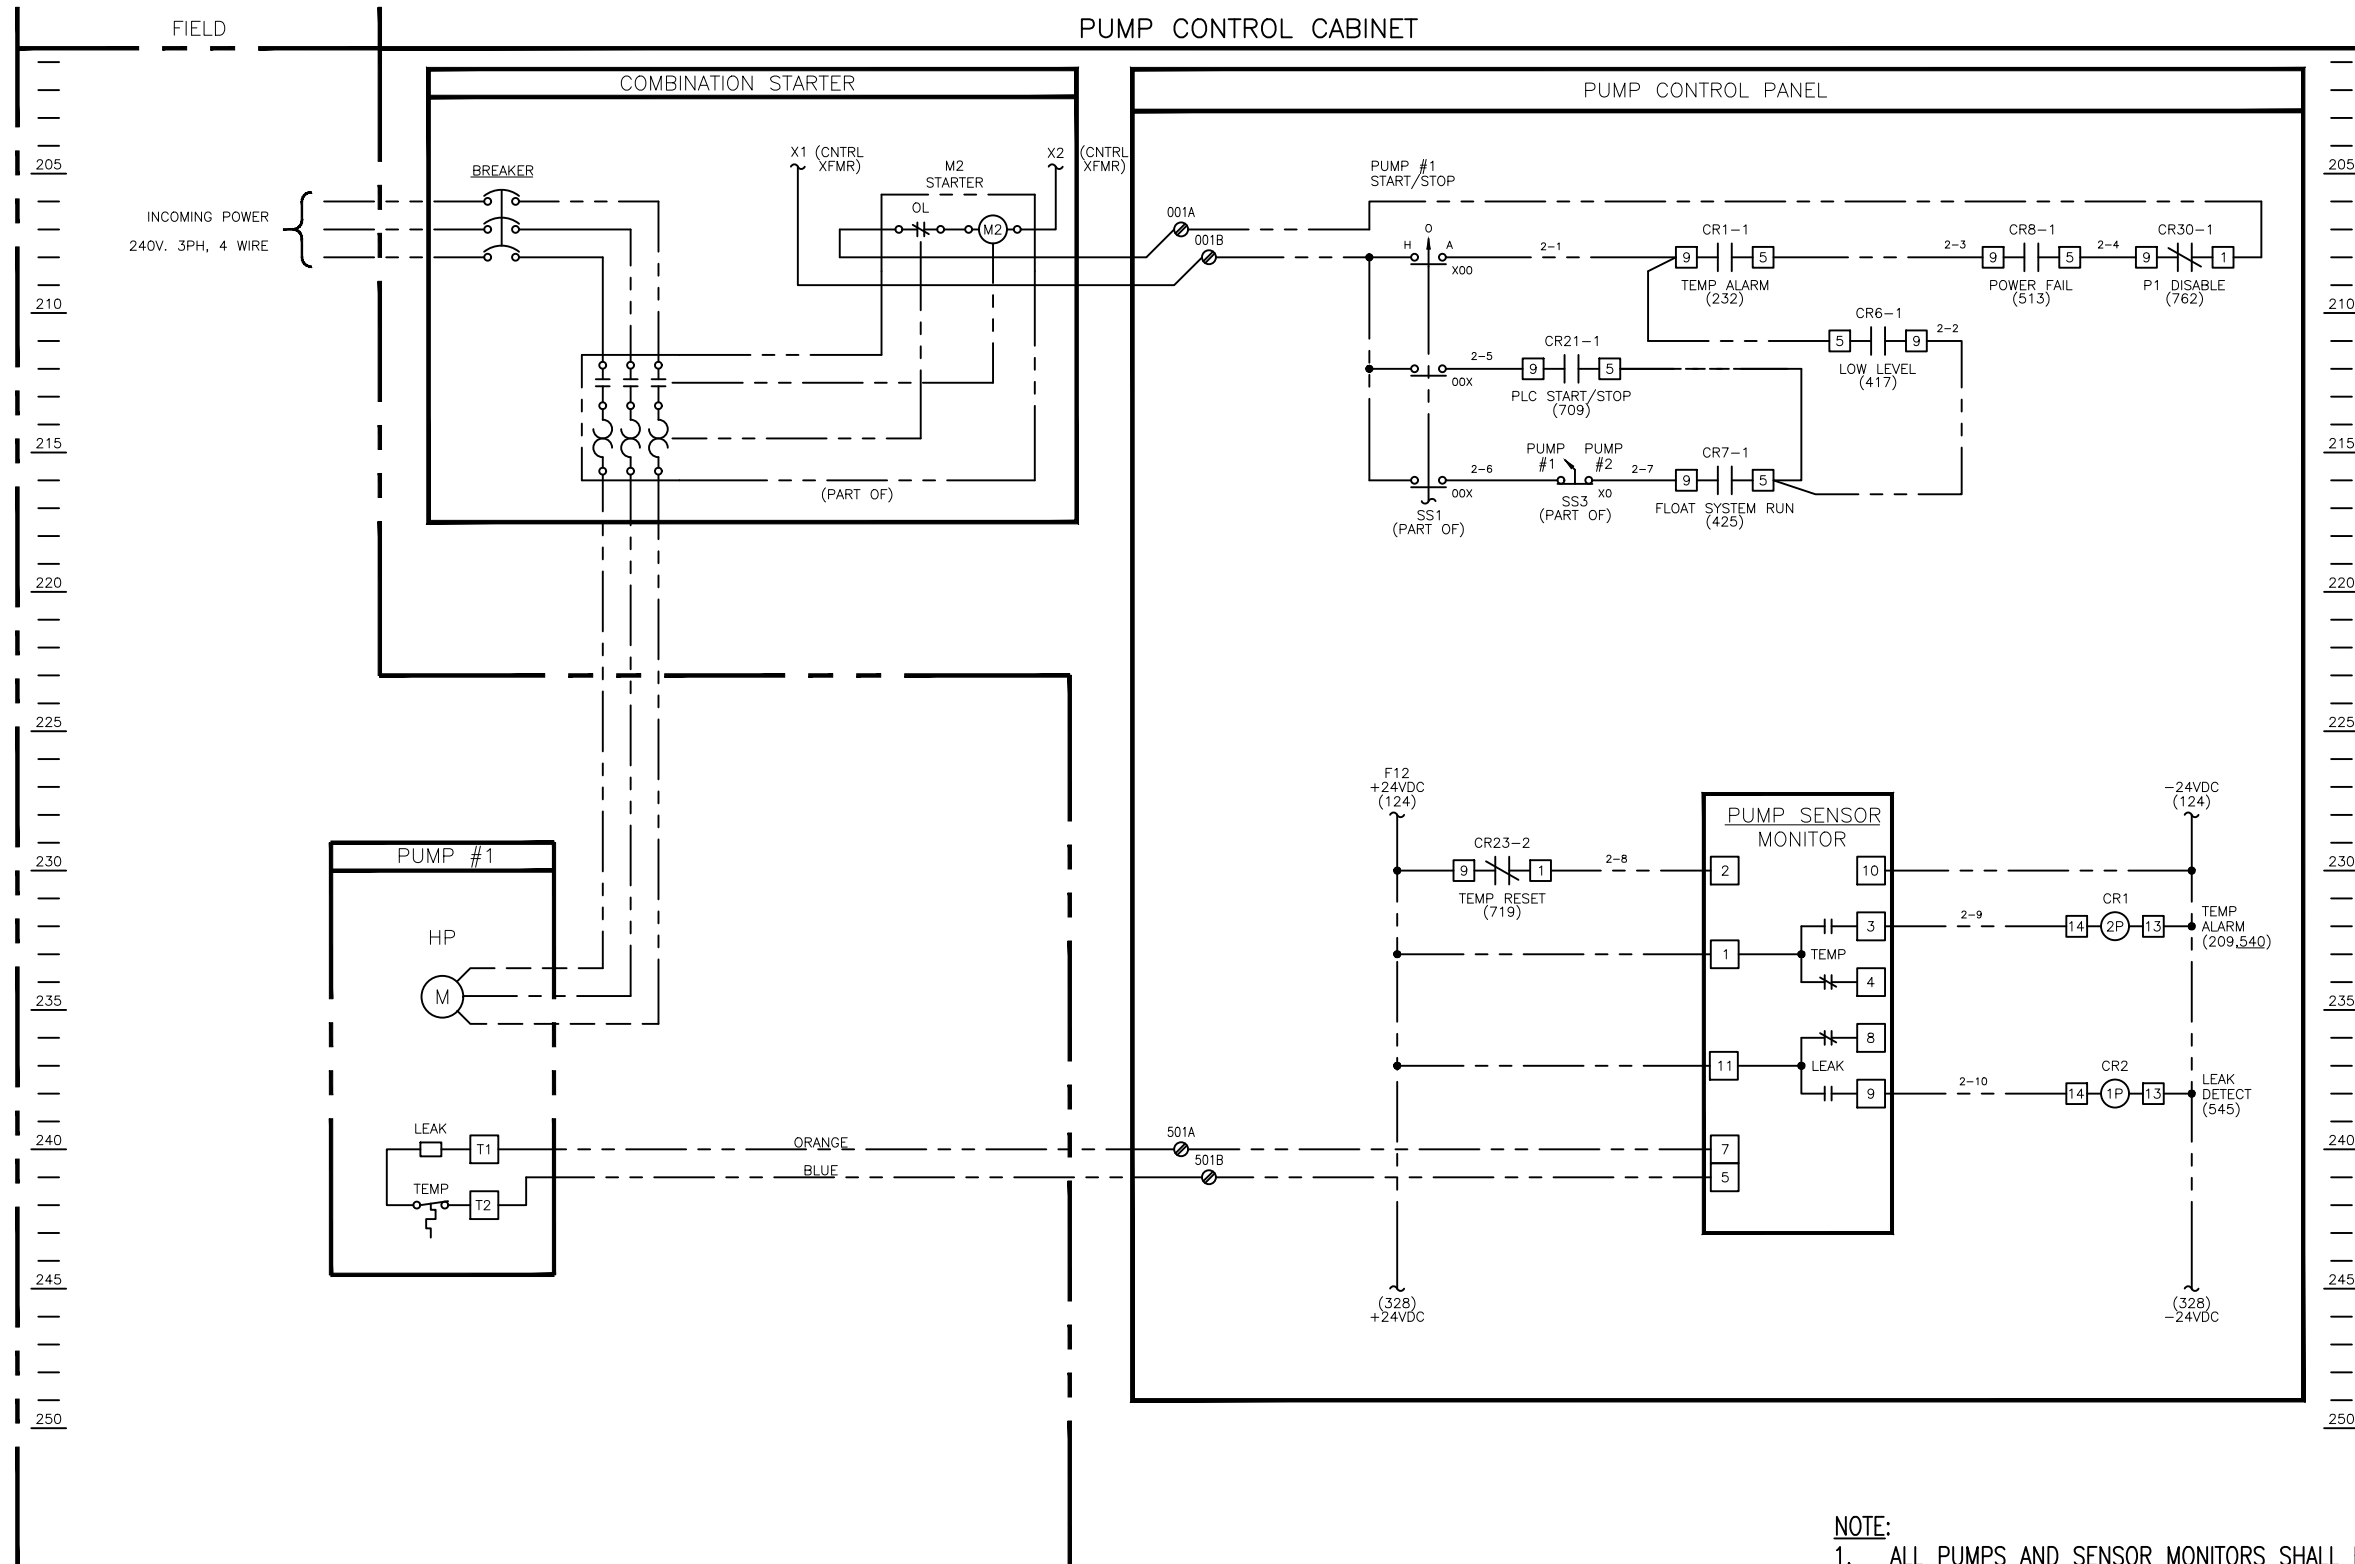 FIELD
PUMP CONTROL CABINET
COMBINATION STARTER
PUMP CONTROL PANEL
205
BREAKER
X1 (CNTRL
XFMR)
M2
STARTER
X2 (CNTRL
XFMR)
PUMP #1
START/STOP
205
INCOMING POWER
240V. 3PH, 4 WIRE
OL
M2
001A
001B
O
H
A
X00
2-1
CR1-1
9
5
TEMP ALARM
(232)
2-3
CR8-1
9
5
POWER FAIL
(513)
2-4
CR30-1
9
1
P1 DISABLE
(762)
210
210
CR6-1
5
9
2-2
LOW LEVEL
(417)
2-5
00X
CR21-1
9
5
PLC START/STOP
(709)
215
215
2-6
00X
SS1
(PART OF)
PUMP
#1
PUMP
#2
X0
SS3
(PART OF)
2-7
CR7-1
9
5
FLOAT SYSTEM RUN
(425)
(PART OF)
220
220
225
225
F12
+24VDC
(124)
PUMP SENSOR
MONITOR
-24VDC
(124)
230
PUMP #1
CR23-2
9
1
TEMP RESET
(719)
2-8
2
10
230
HP
M
1
TEMP
3
4
2-9
CR1
14
2P
13
TEMP
ALARM
(209,540)
235
235
11
LEAK
8
9
2-10
CR2
14
1P
13
LEAK
DETECT
(545)
240
LEAK
T1
ORANGE
501A
7
240
TEMP
T2
BLUE
501B
5
245
(328)
+24VDC
(328)
-24VDC
245
250
250
NOTE:
1. ALL PUMPS AND SENSOR MONITORS SHALL